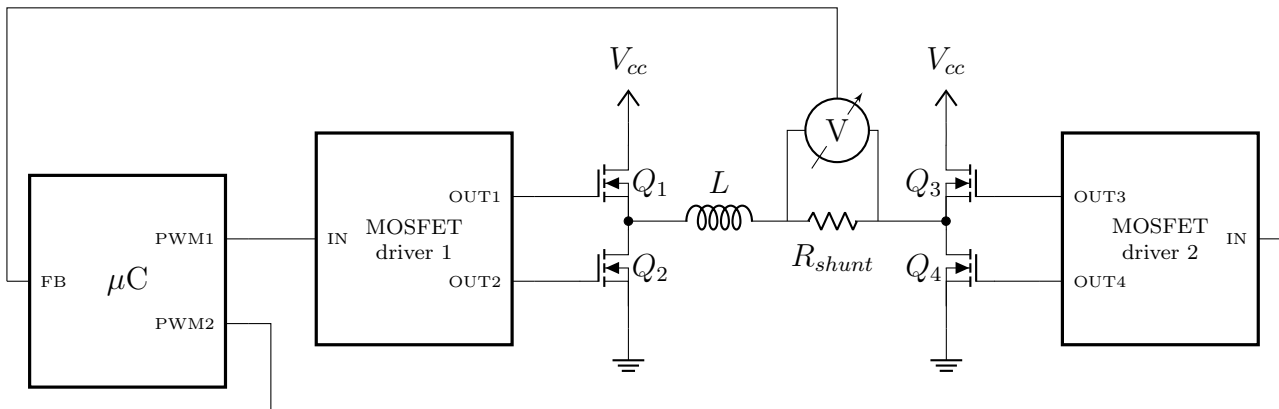 V_cc
V_cc
V
Q_1
L
Q_3
OUT1
OUT3
MOSFET
driver 1
MOSFET
driver 2
PWM1
IN
IN
R_shunt
Q_2
Q_4
FB
μC
OUT2
OUT4
PWM2